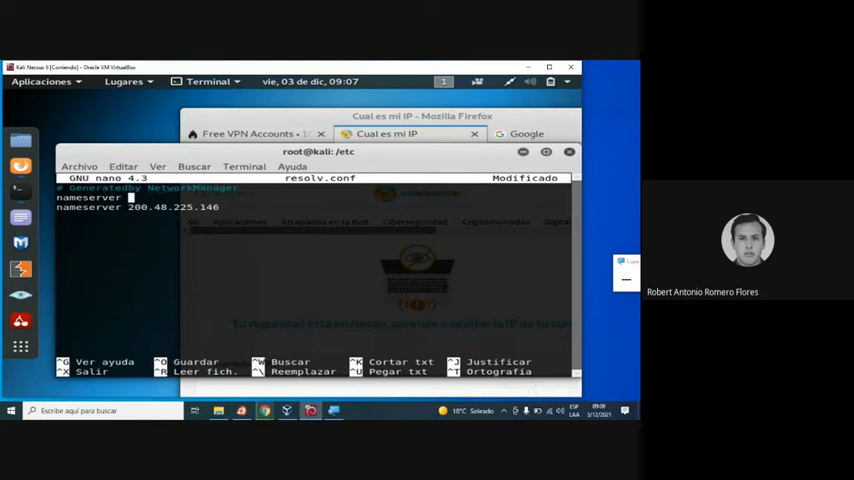 Kali Nessus 8 [Corriendo] - Oracle VM VirtualBox
Aplicaciones Lugares Terminal vie, 03 de dic, 09:07 1
Cual es mi IP - Mozilla Firefox
Free VPN Accounts • 10 Cual es mi IP Google
root@kali: /etc
Archivo Editar Ver Buscar Terminal Ayuda
GNU nano 4.3 resolv.conf Modificado
# Generatedby NetworkManager
nameserver
nameserver 200.48.225.146
5G Aplicaciones Atrapados en la Red Ciberseguridad Criptomonedas Digital
Tu seguridad está en riesgo, aprende a ocultar la IP de tu
^G Ver ayuda ^O Guardar ^W Buscar ^K Cortar txt ^J Justificar
^X Salir ^R Leer fich. ^\ Reemplazar ^U Pegar txt ^T Ortografía
Lupa
Robert Antonio Romero Flores
Escribe aquí para buscar 18°C Soleado ESP 09:06
LAA 3/12/2021